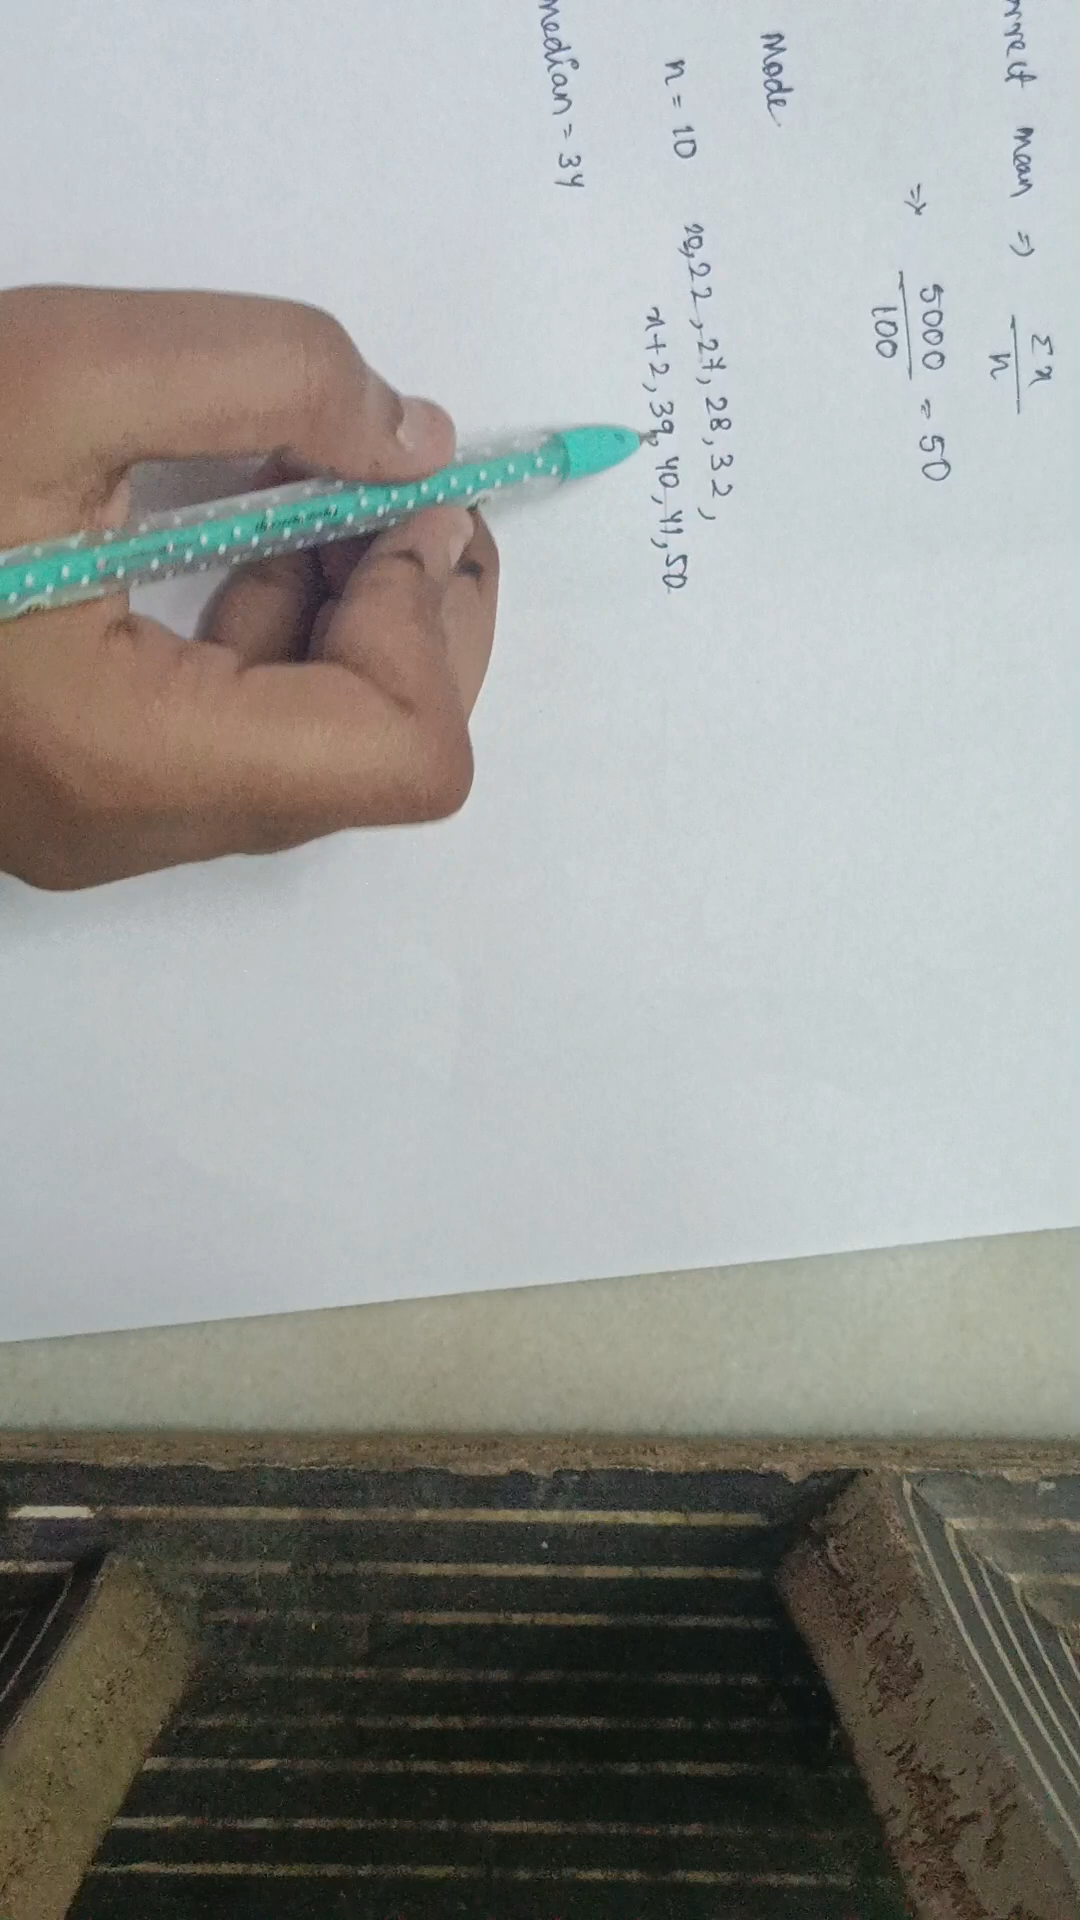 mean => Σx/n
=> 5000/100 = 50
Mode
n = 10 20,22,27,28,32,
x+2,39,40,41,50
median = 34